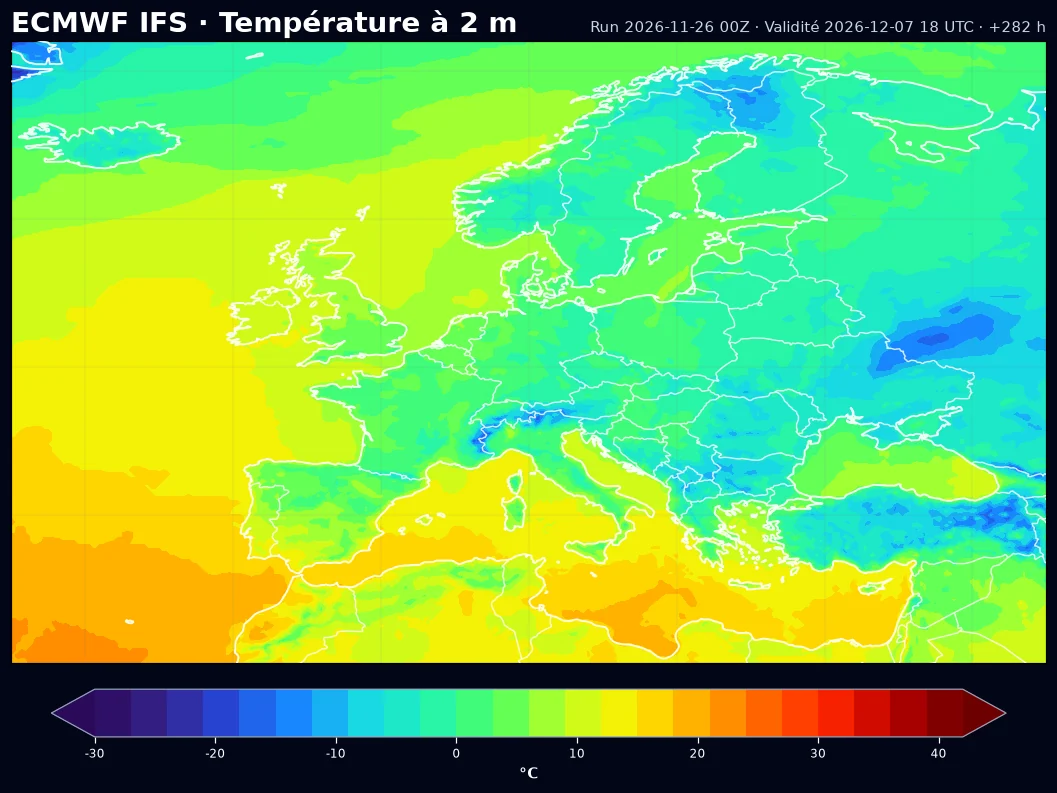 ECMWF IFS · Température à 2 m
Run 2026-11-26 00Z · Validité 2026-12-07 18 UTC · +282 h
-30 -20 -10 0 10 20 30 40
°C